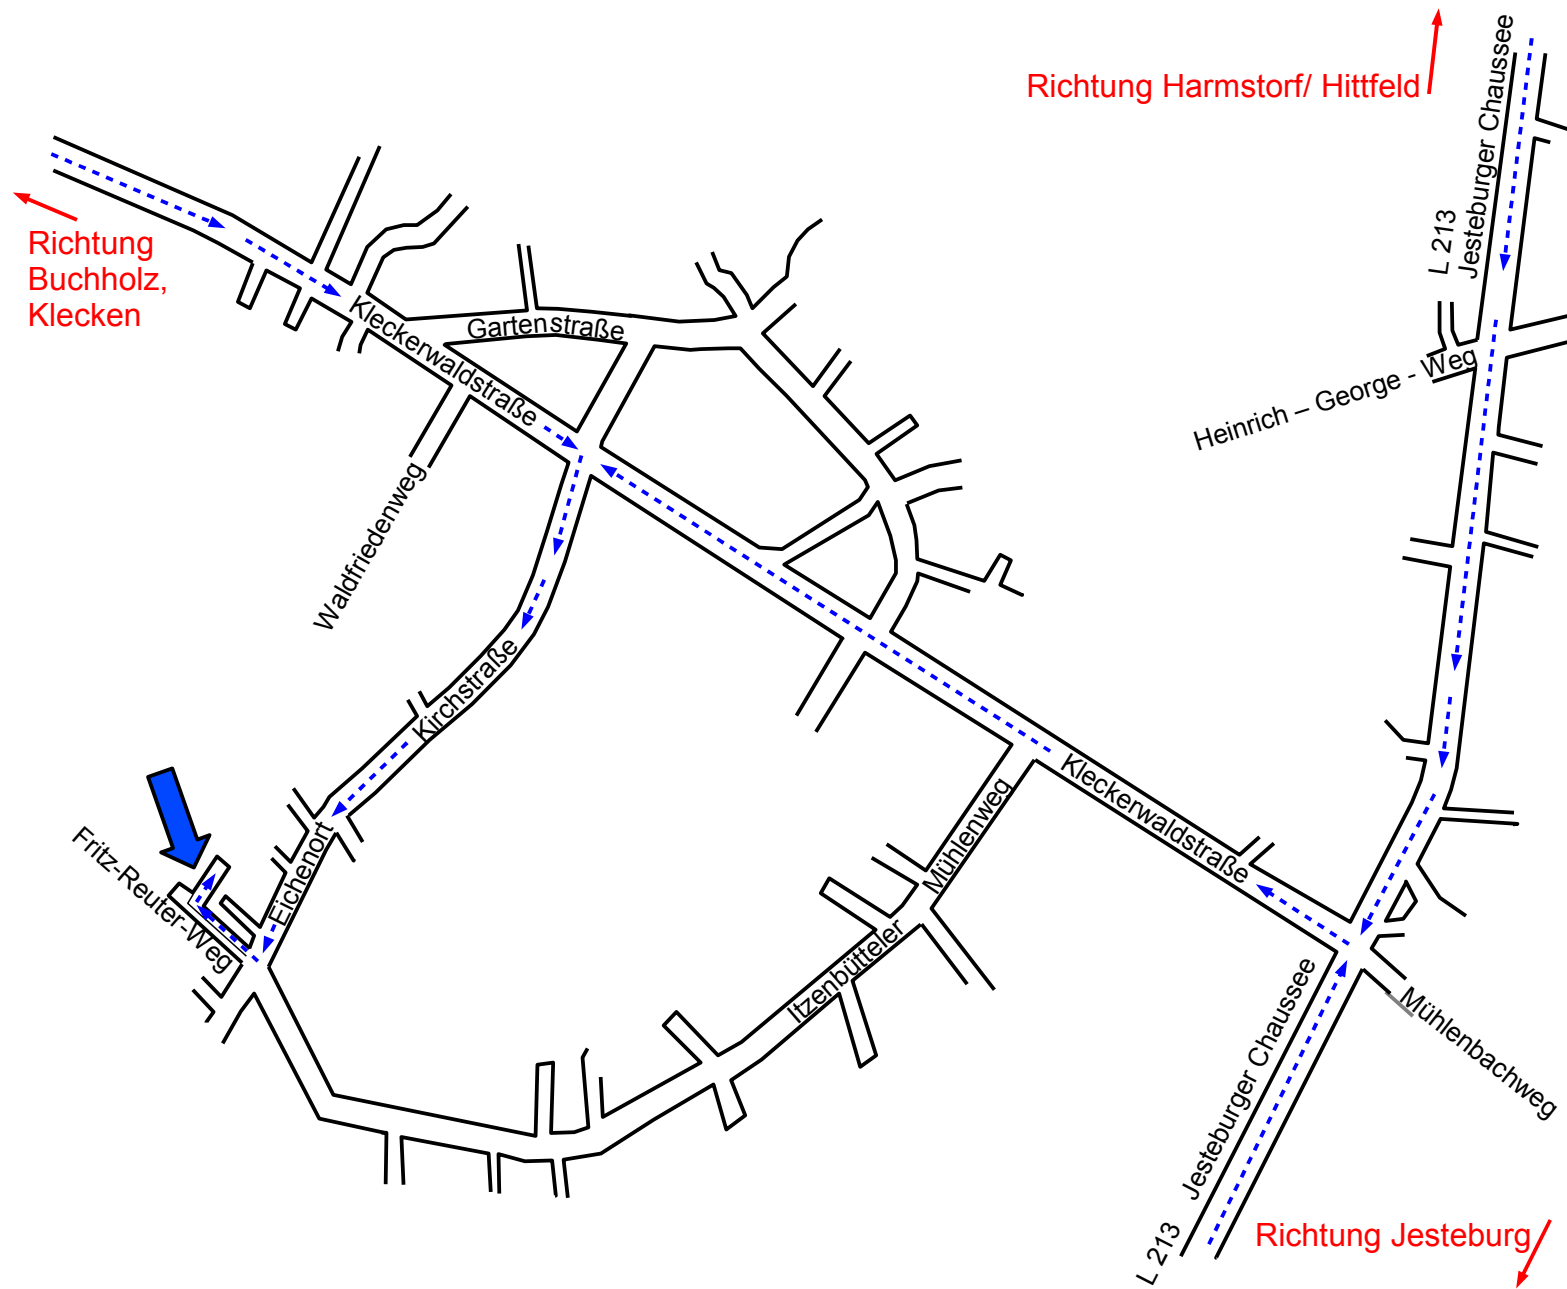 Richtung Harmstorf/ Hittfeld
L 213
Jesteburger Chaussee
Richtung
Buchholz,
Klecken
Kleckerwaldstraße
Gartenstraße
Heinrich – George - Weg
Waldfriedenweg
Kirchstraße
Kleckerwaldstraße
Mühlenweg
Fritz-Reuter-Weg
Eichenort
Itzenbütteler
Mühlenbachweg
L 213
Jesteburger Chaussee
Richtung Jesteburg